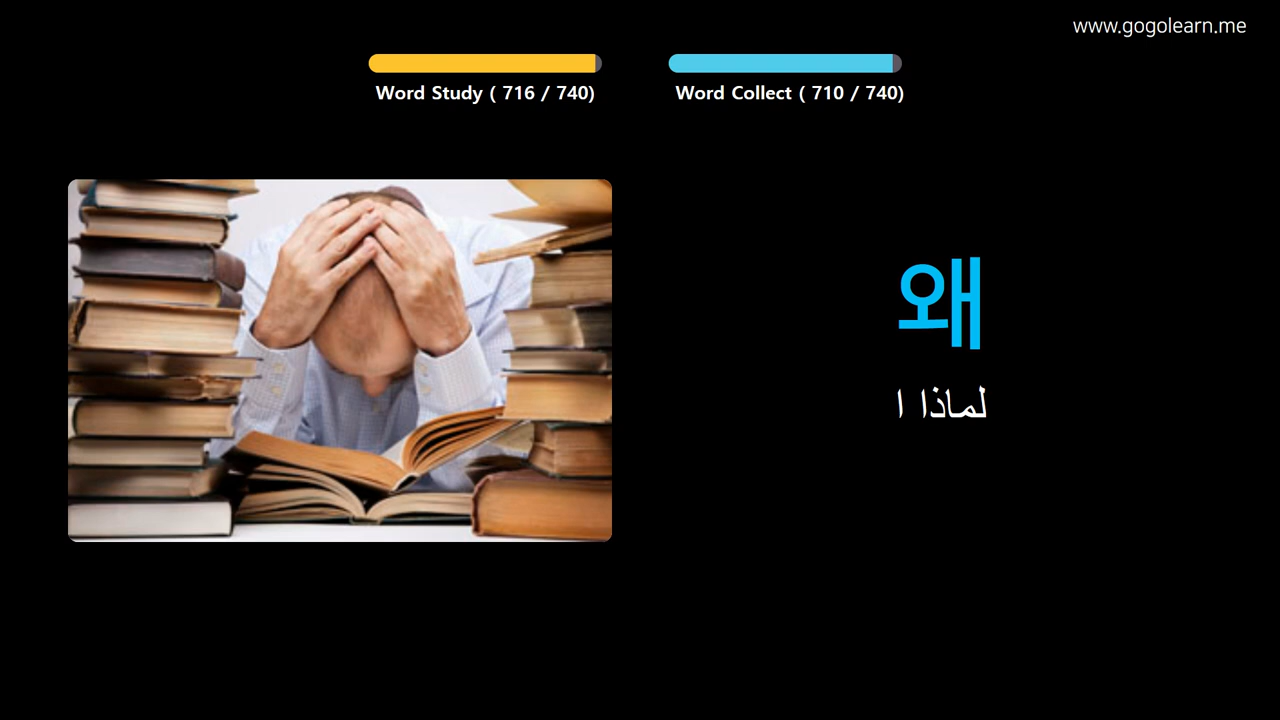 www.gogolearn.me
Word Study ( 716 / 740)
Word Collect ( 710 / 740)
왜
لماذا ا